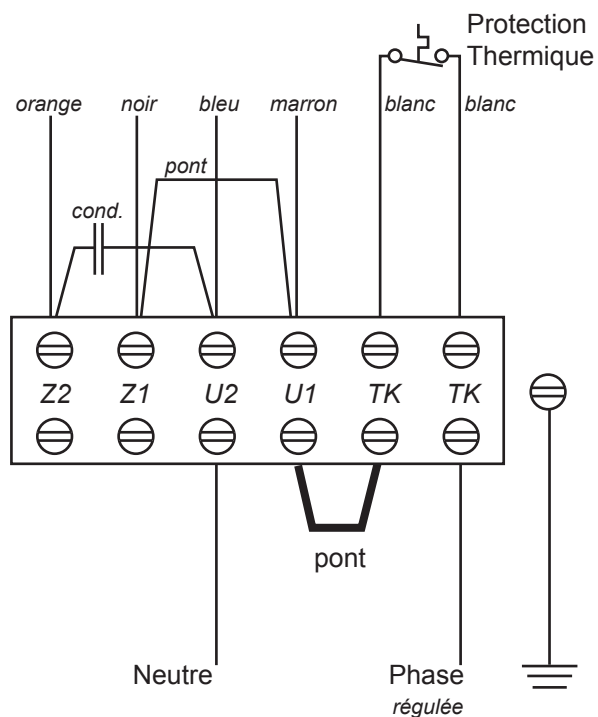 Protection
Thermique
orange noir bleu marron blanc blanc
pont
cond.
Z2 Z1 U2 U1 TK TK
pont
Neutre Phase
régulée